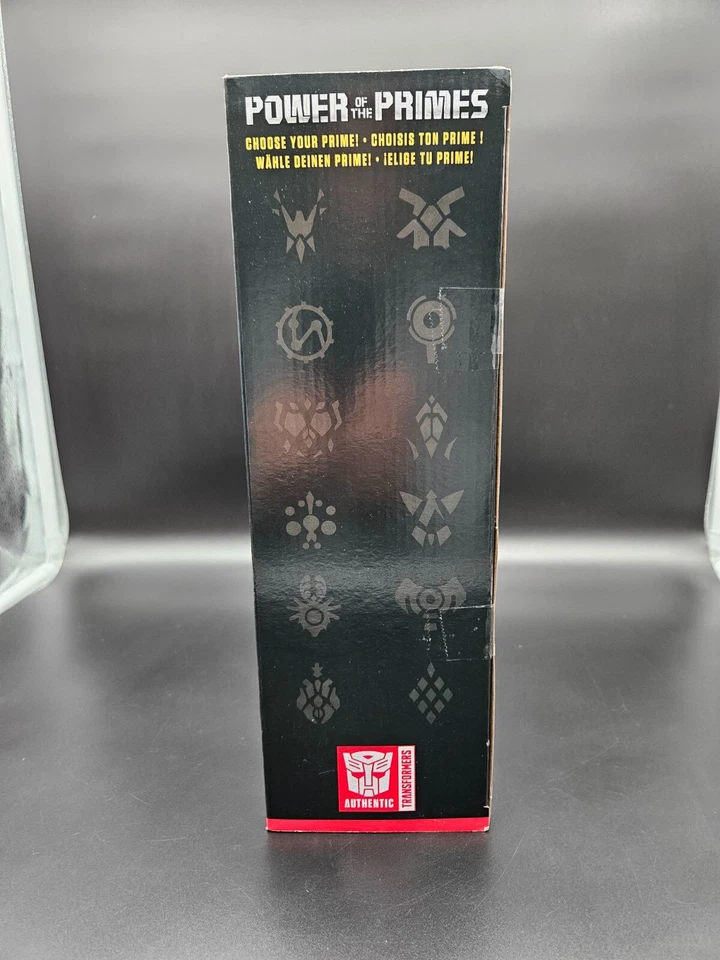 POWER OF THE PRIMES
CHOOSE YOUR PRIME! • CHOISIS TON PRIME !
WÄHLE DEINEN PRIME! • ¡ELIGE TU PRIME!
AUTHENTIC
TRANSFORMERS